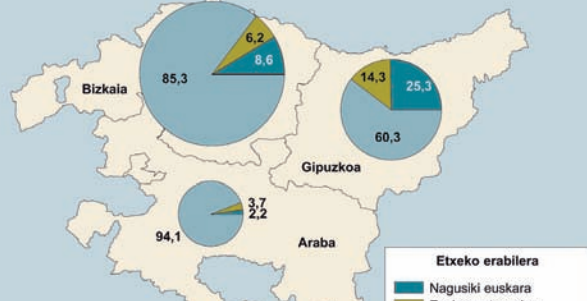 6,2
8,6
85,3
Bizkaia
14,3
25,3
60,3
Gipuzkoa
3,7
2,2
94,1
Araba
Etxeko erabilera
Nagusiki euskara